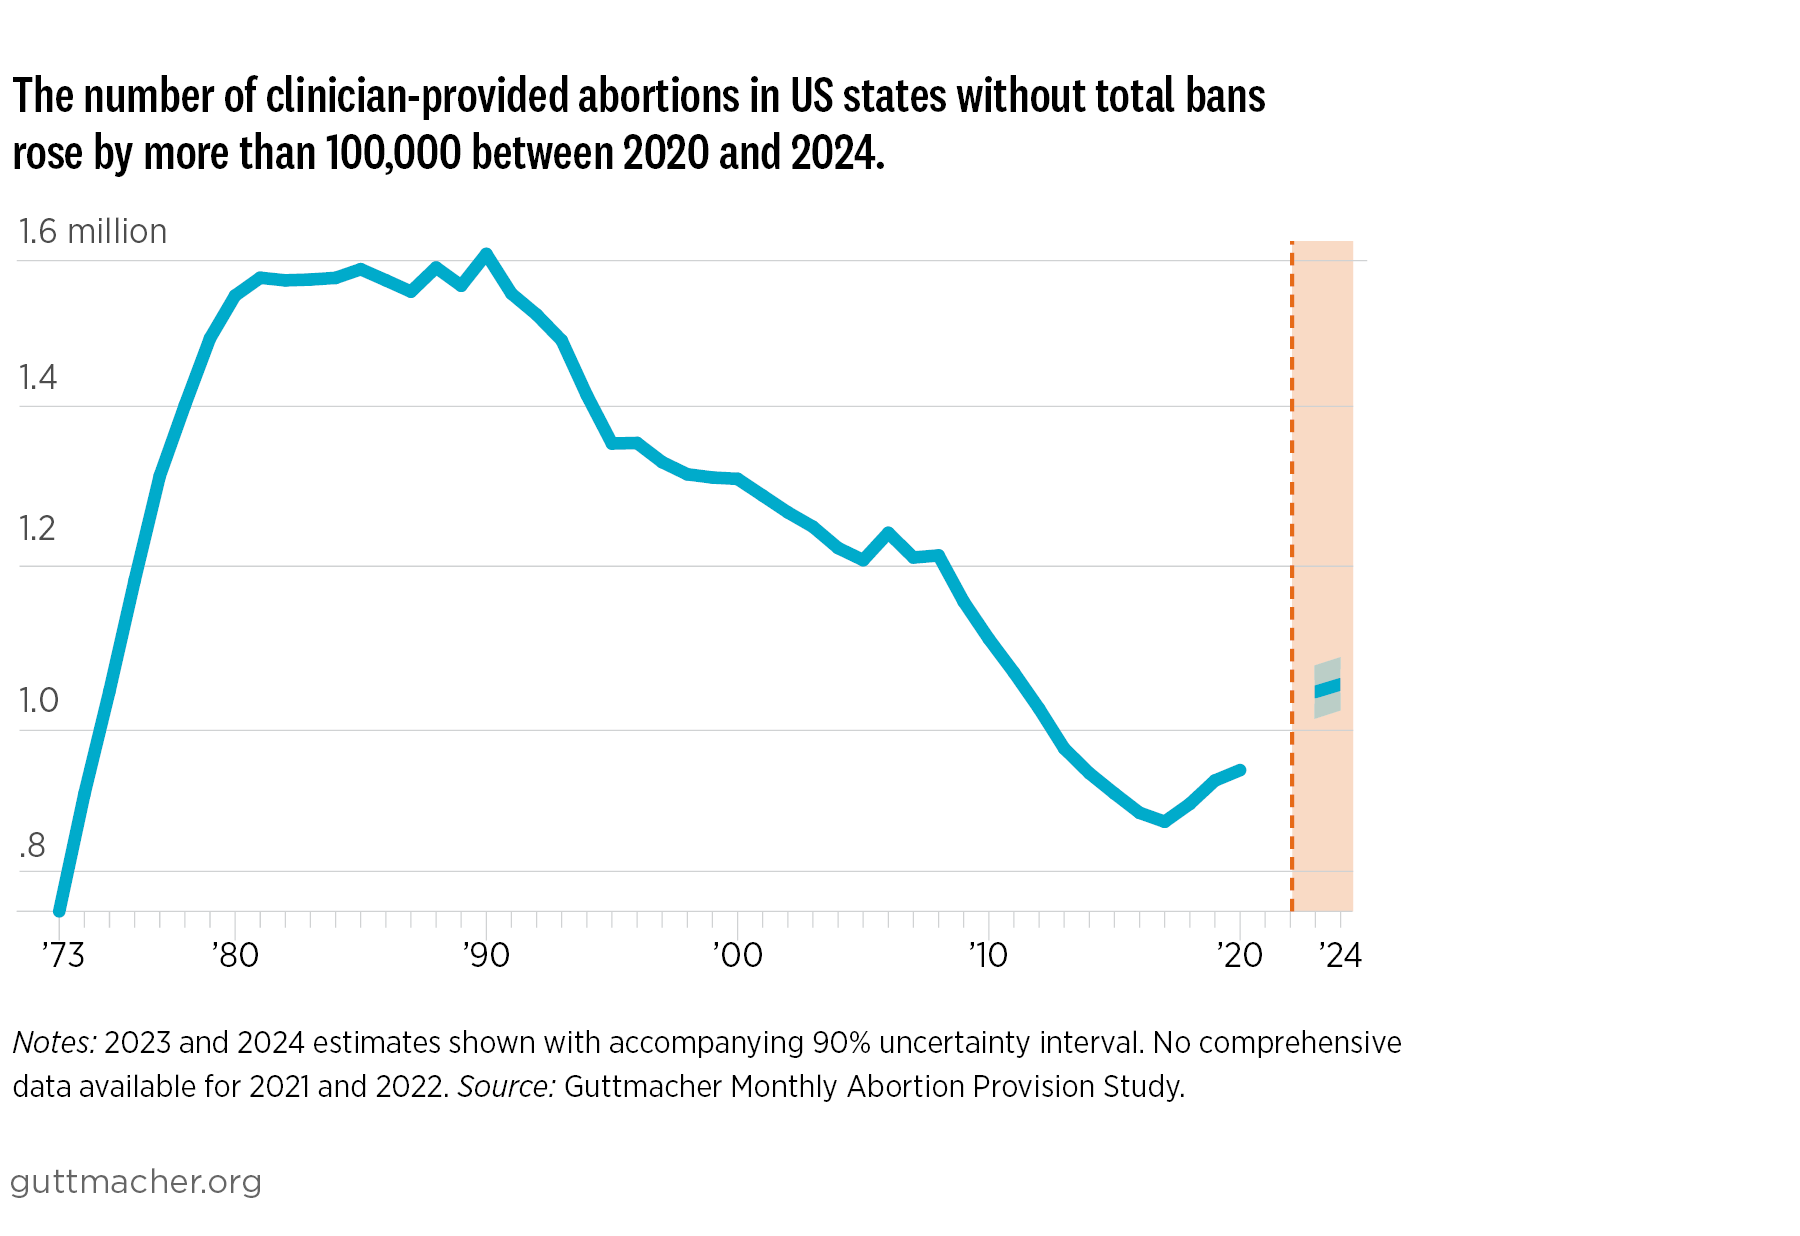 The number of clinician-provided abortions in US states without total bans
rose by more than 100,000 between 2020 and 2024.
1.6 million
1.4
1.2
1.0
.8
’73 ’80 ’90 ’00 ’10 ’20 ’24
Notes: 2023 and 2024 estimates shown with accompanying 90% uncertainty interval. No comprehensive
data available for 2021 and 2022. Source: Guttmacher Monthly Abortion Provision Study.
guttmacher.org